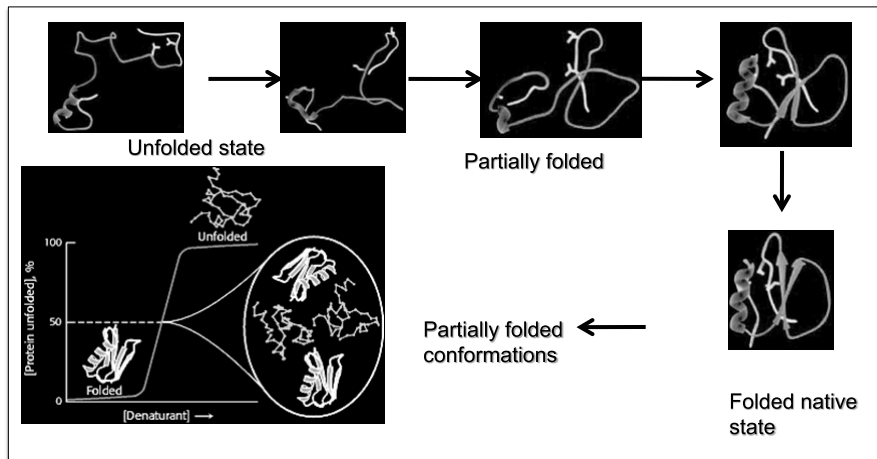 Unfolded state
Partially folded
Unfolded
100
[Protein unfolded], %
50
Folded
0
[Denaturant] →
Partially folded
conformations
Folded native
state